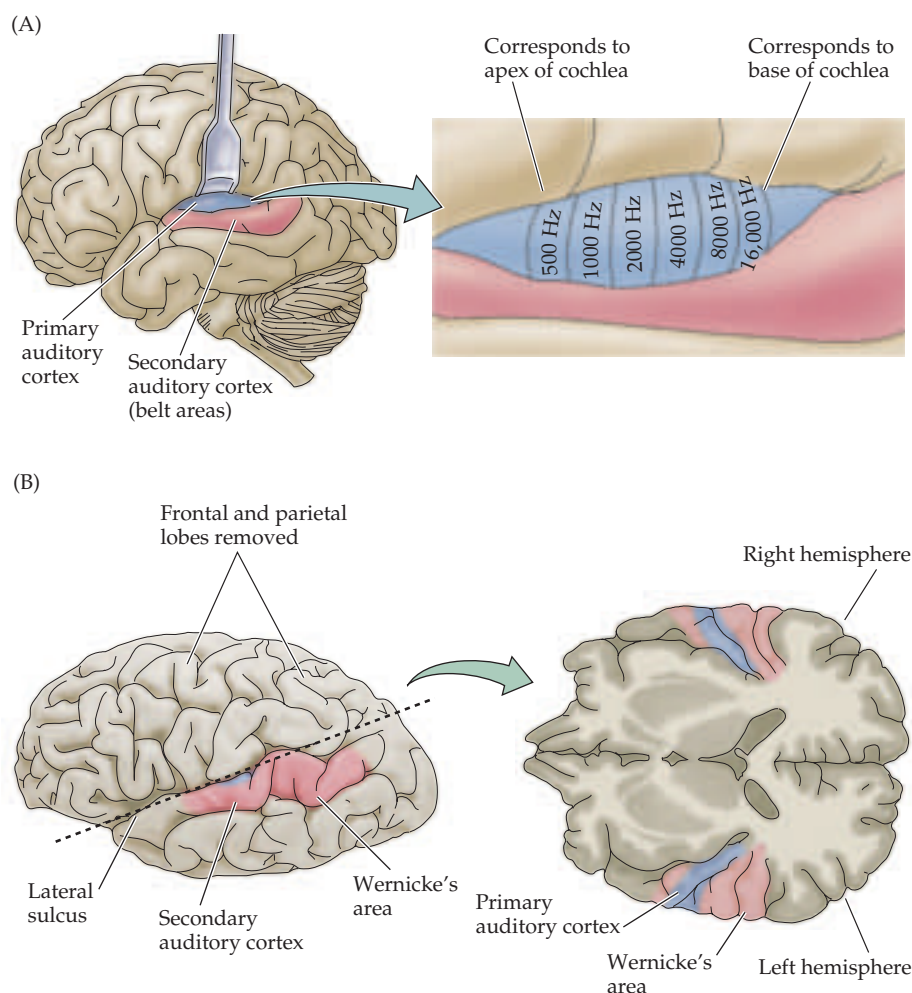 (A)
Corresponds to
apex of cochlea
Corresponds to
base of cochlea
500 Hz
1000 Hz
2000 Hz
4000 Hz
8000 Hz
16,000 Hz
Primary
auditory
cortex
Secondary
auditory cortex
(belt areas)
(B)
Frontal and parietal
lobes removed
Right hemisphere
Lateral
sulcus
Secondary
auditory cortex
Wernicke's
area
Primary
auditory cortex
Wernicke's
area
Left hemisphere